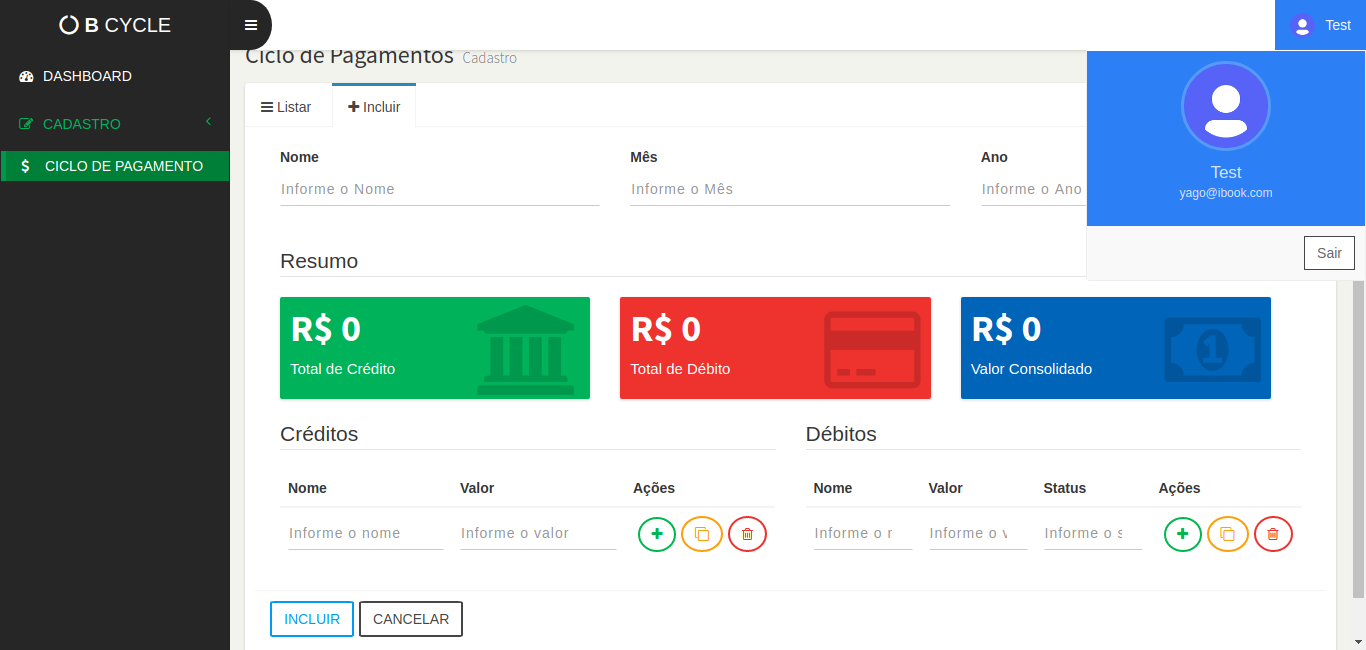 B CYCLE
Test
DASHBOARD
CADASTRO
CICLO DE PAGAMENTO
Ciclo de Pagamentos Cadastro
Listar
Incluir
Test
yago@ibook.com
Sair
Nome
Mês
Ano
Informe o Nome
Informe o Mês
Informe o Ano
Resumo
R$ 0
Total de Crédito
R$ 0
Total de Débito
R$ 0
Valor Consolidado
1
Créditos
Nome
Valor
Ações
Informe o nome
Informe o valor
Débitos
Nome
Valor
Status
Ações
Informe o
Informe o
Informe o s
INCLUIR
CANCELAR